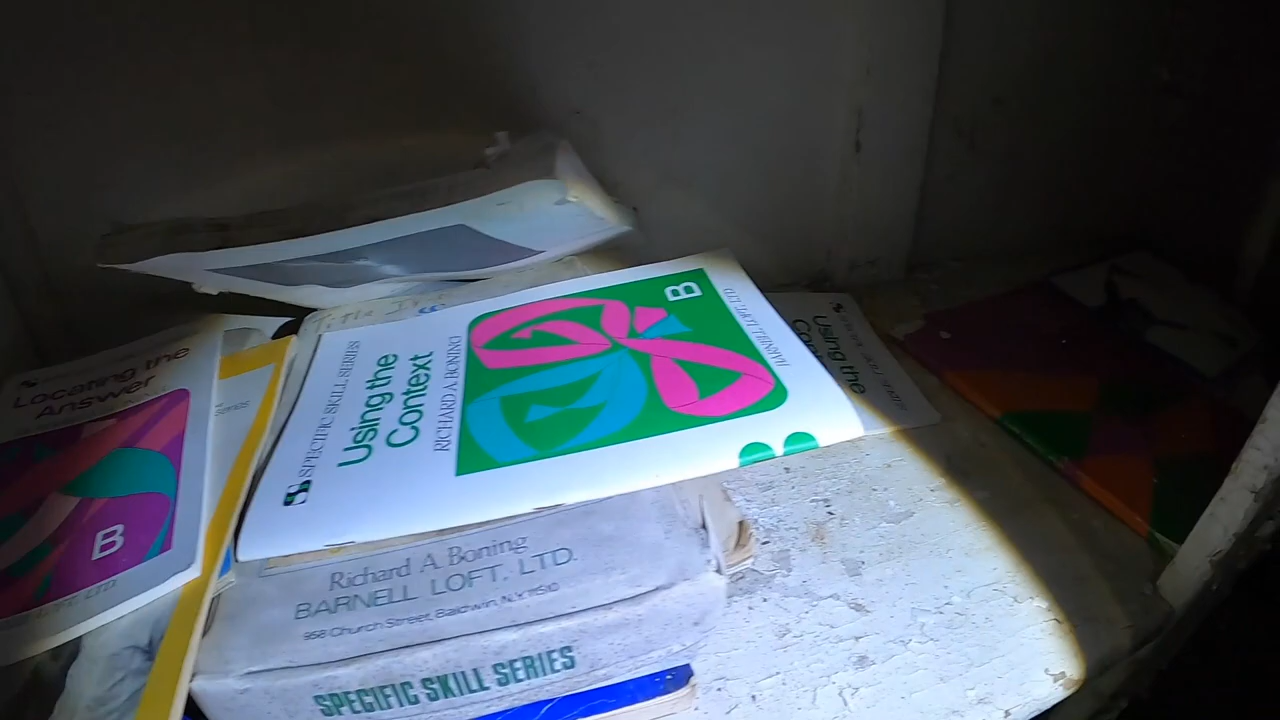 Locating the
Answer
B
Title I
SPECIFIC SKILL SERIES
Using the
Context
RICHARD A BONING
B
BARNELL LOFT LTD
Using the
Richard A. Boning
BARNELL LOFT, LTD.
958 Church Street, Baldwin, N.Y. 11510
SPECIFIC SKILL SERIES